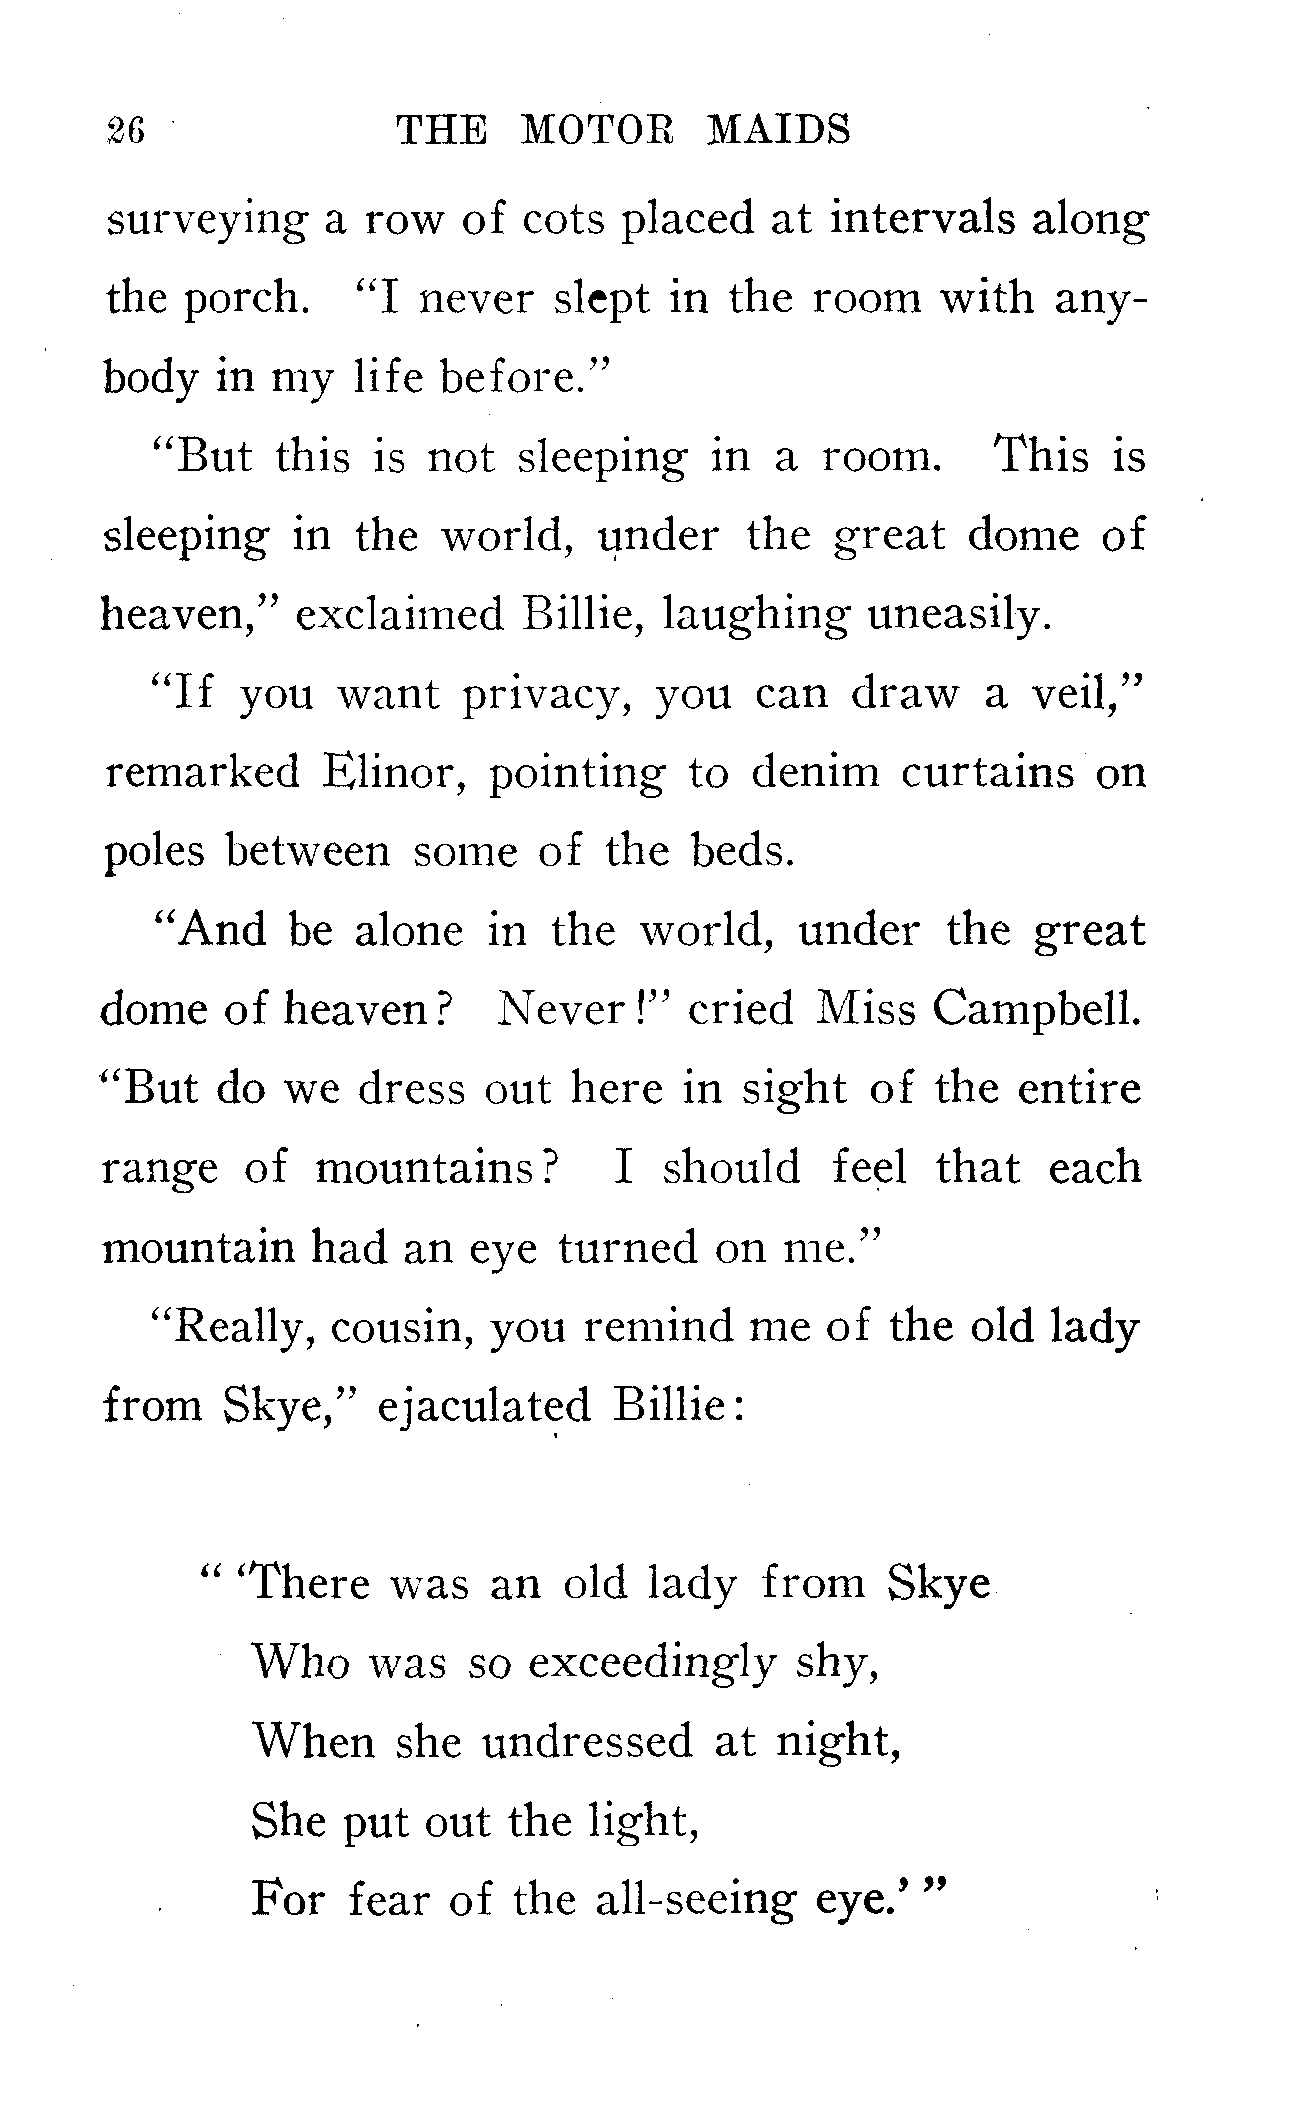 26 THE MOTOR MAIDS
surveying a row of cots placed at intervals along
the porch. "I never slept in the room with any-
body in my life before."
"But this is not sleeping in a room. This is
sleeping in the world, under the great dome of
heaven," exclaimed Billie, laughing uneasily.
"If you want privacy, you can draw a veil,"
remarked Elinor, pointing to denim curtains on
poles between some of the beds.
"And be alone in the world, under the great
dome of heaven? Never!" cried Miss Campbell.
"But do we dress out here in sight of the entire
range of mountains? I should feel that each
mountain had an eye turned on me."
"Really, cousin, you remind me of the old lady
from Skye," ejaculated Billie:
" 'There was an old lady from Skye
Who was so exceedingly shy,
When she undressed at night,
She put out the light,
For fear of the all-seeing eye.' "